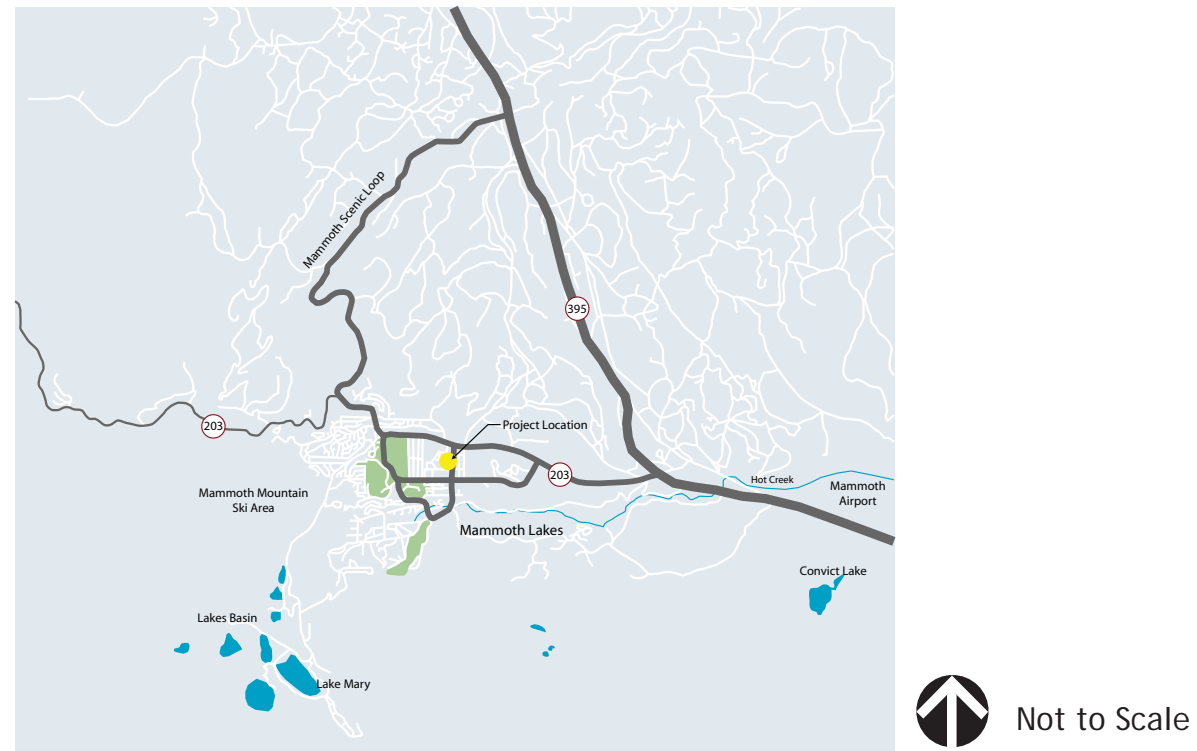 Mammoth Scenic Loop
395
Project Location
203
203
Hot Creek
Mammoth
Airport
Mammoth Mountain
Ski Area
Mammoth Lakes
Convict Lake
Lakes Basin
Lake Mary
Not to Scale